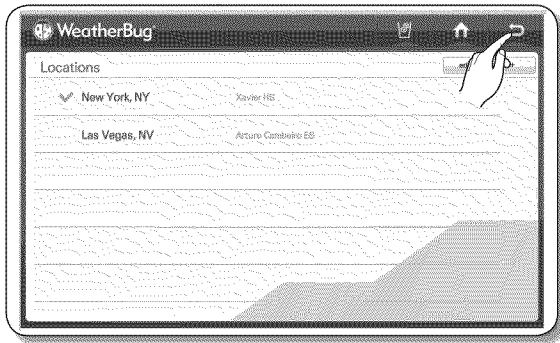 WeatherBug
Locations
New York, NY Xavier HS
Las Vegas, NV Arturo Cambeiro ES